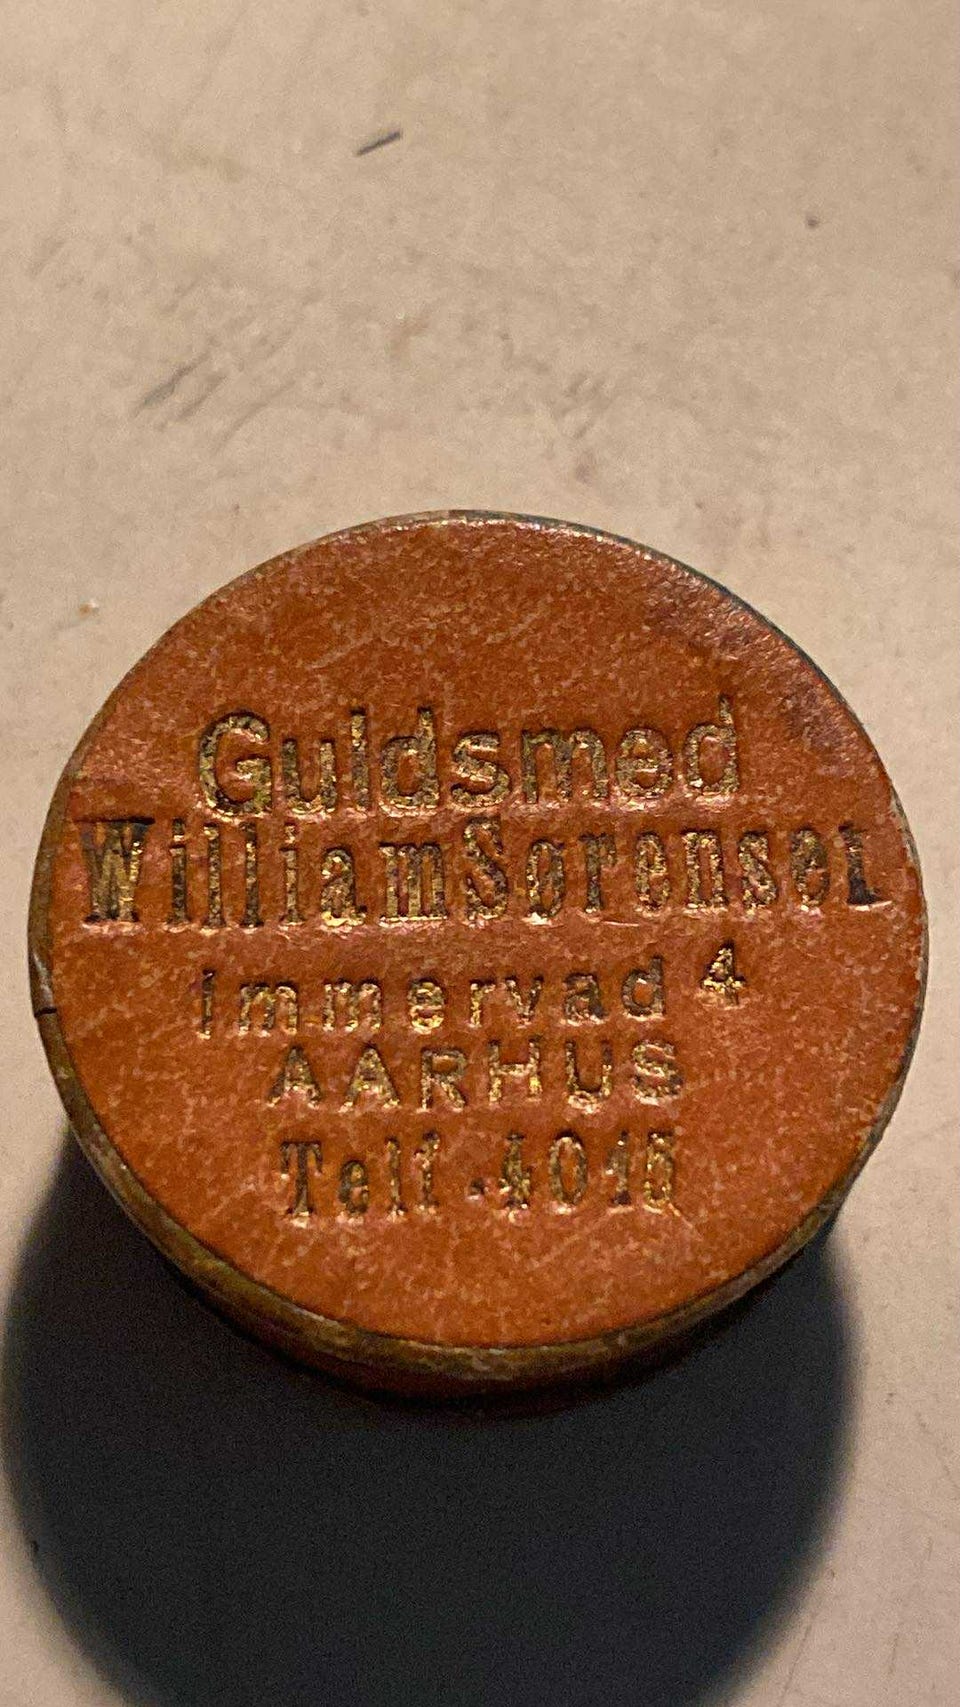 Guldsmed
William Sørensen
Immervad 4
AARHUS
Telf. 4015